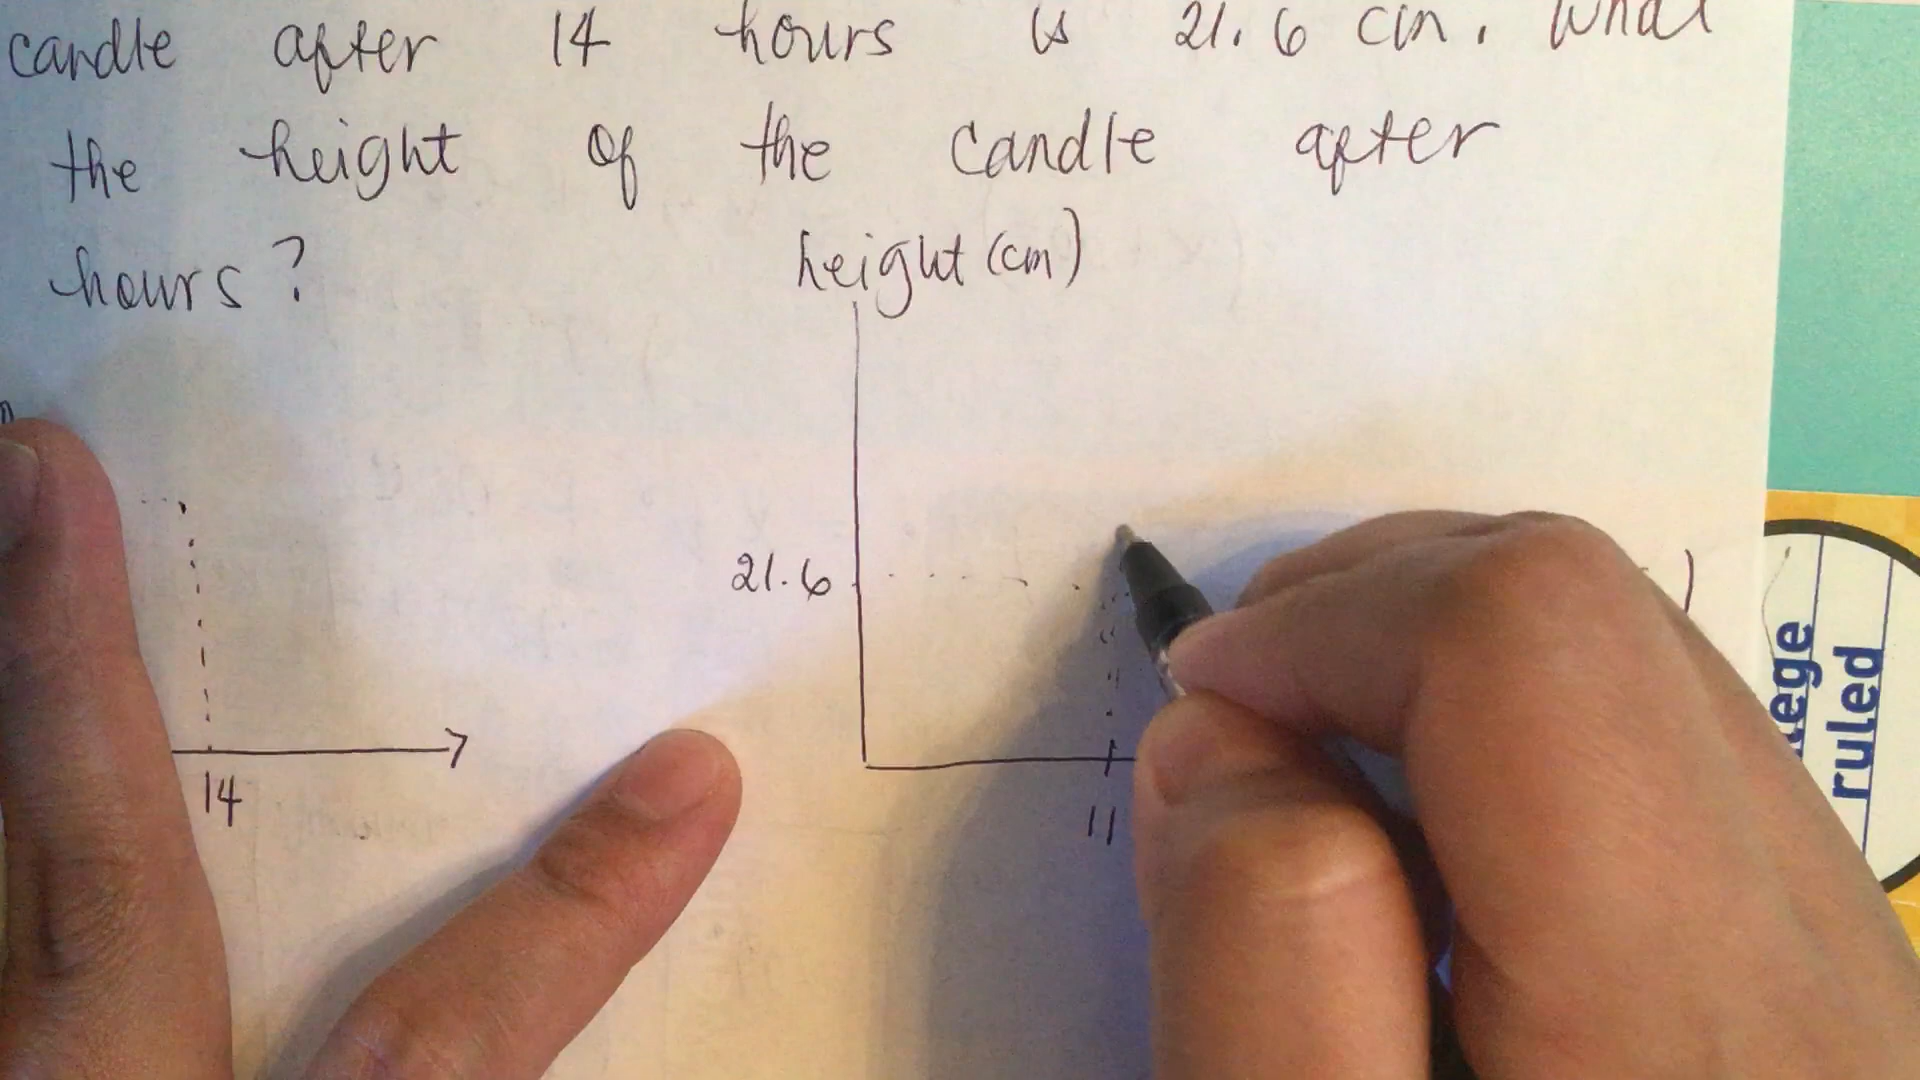 candle after 14 hours is 21.6 cm. What
the height of the candle after
hours?
height (cm)
21.6
14
11
ruled